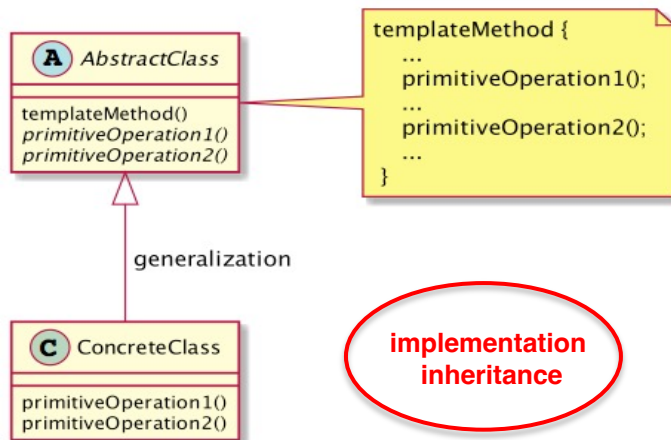 A AbstractClass
templateMethod()
primitiveOperation1()
primitiveOperation2()
templateMethod {
...
primitiveOperation1();
...
primitiveOperation2();
...
}
generalization
C ConcreteClass
primitiveOperation1()
primitiveOperation2()
implementation
inheritance